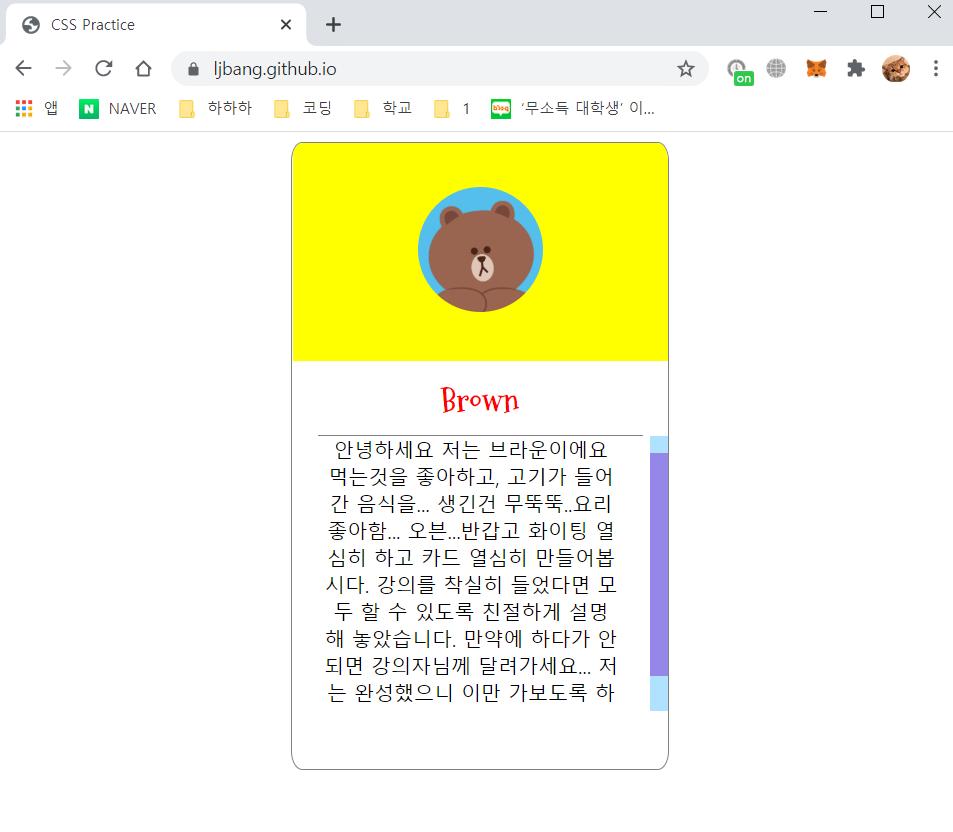 CSS Practice
ljbang.github.io
on
앱 NAVER 하하하 코딩 학교 1 blog ‘무소득 대학생’ 이...
Brown
안녕하세요 저는 브라운이에요
먹는것을 좋아하고, 고기가 들어
간 음식을... 생긴건 무뚝뚝..요리
좋아함... 오븐...반갑고 화이팅 열
심히 하고 카드 열심히 만들어봅
시다. 강의를 착실히 들었다면 모
두 할 수 있도록 친절하게 설명
해 놓았습니다. 만약에 하다가 안
되면 강의자님께 달려가세요... 저
는 완성했으니 이만 가보도록 하